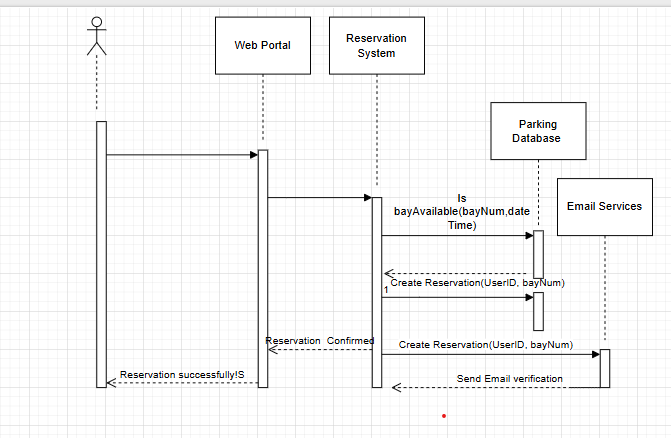 Web Portal
Reservation
System
Parking
Database
Email Services
Is
bayAvailable(bayNum,date
Time)
Create Reservation(UserID, bayNum)
1
Reservation  Confirmed
Create Reservation(UserID, bayNum)
Reservation successfully!S
Send Email verification